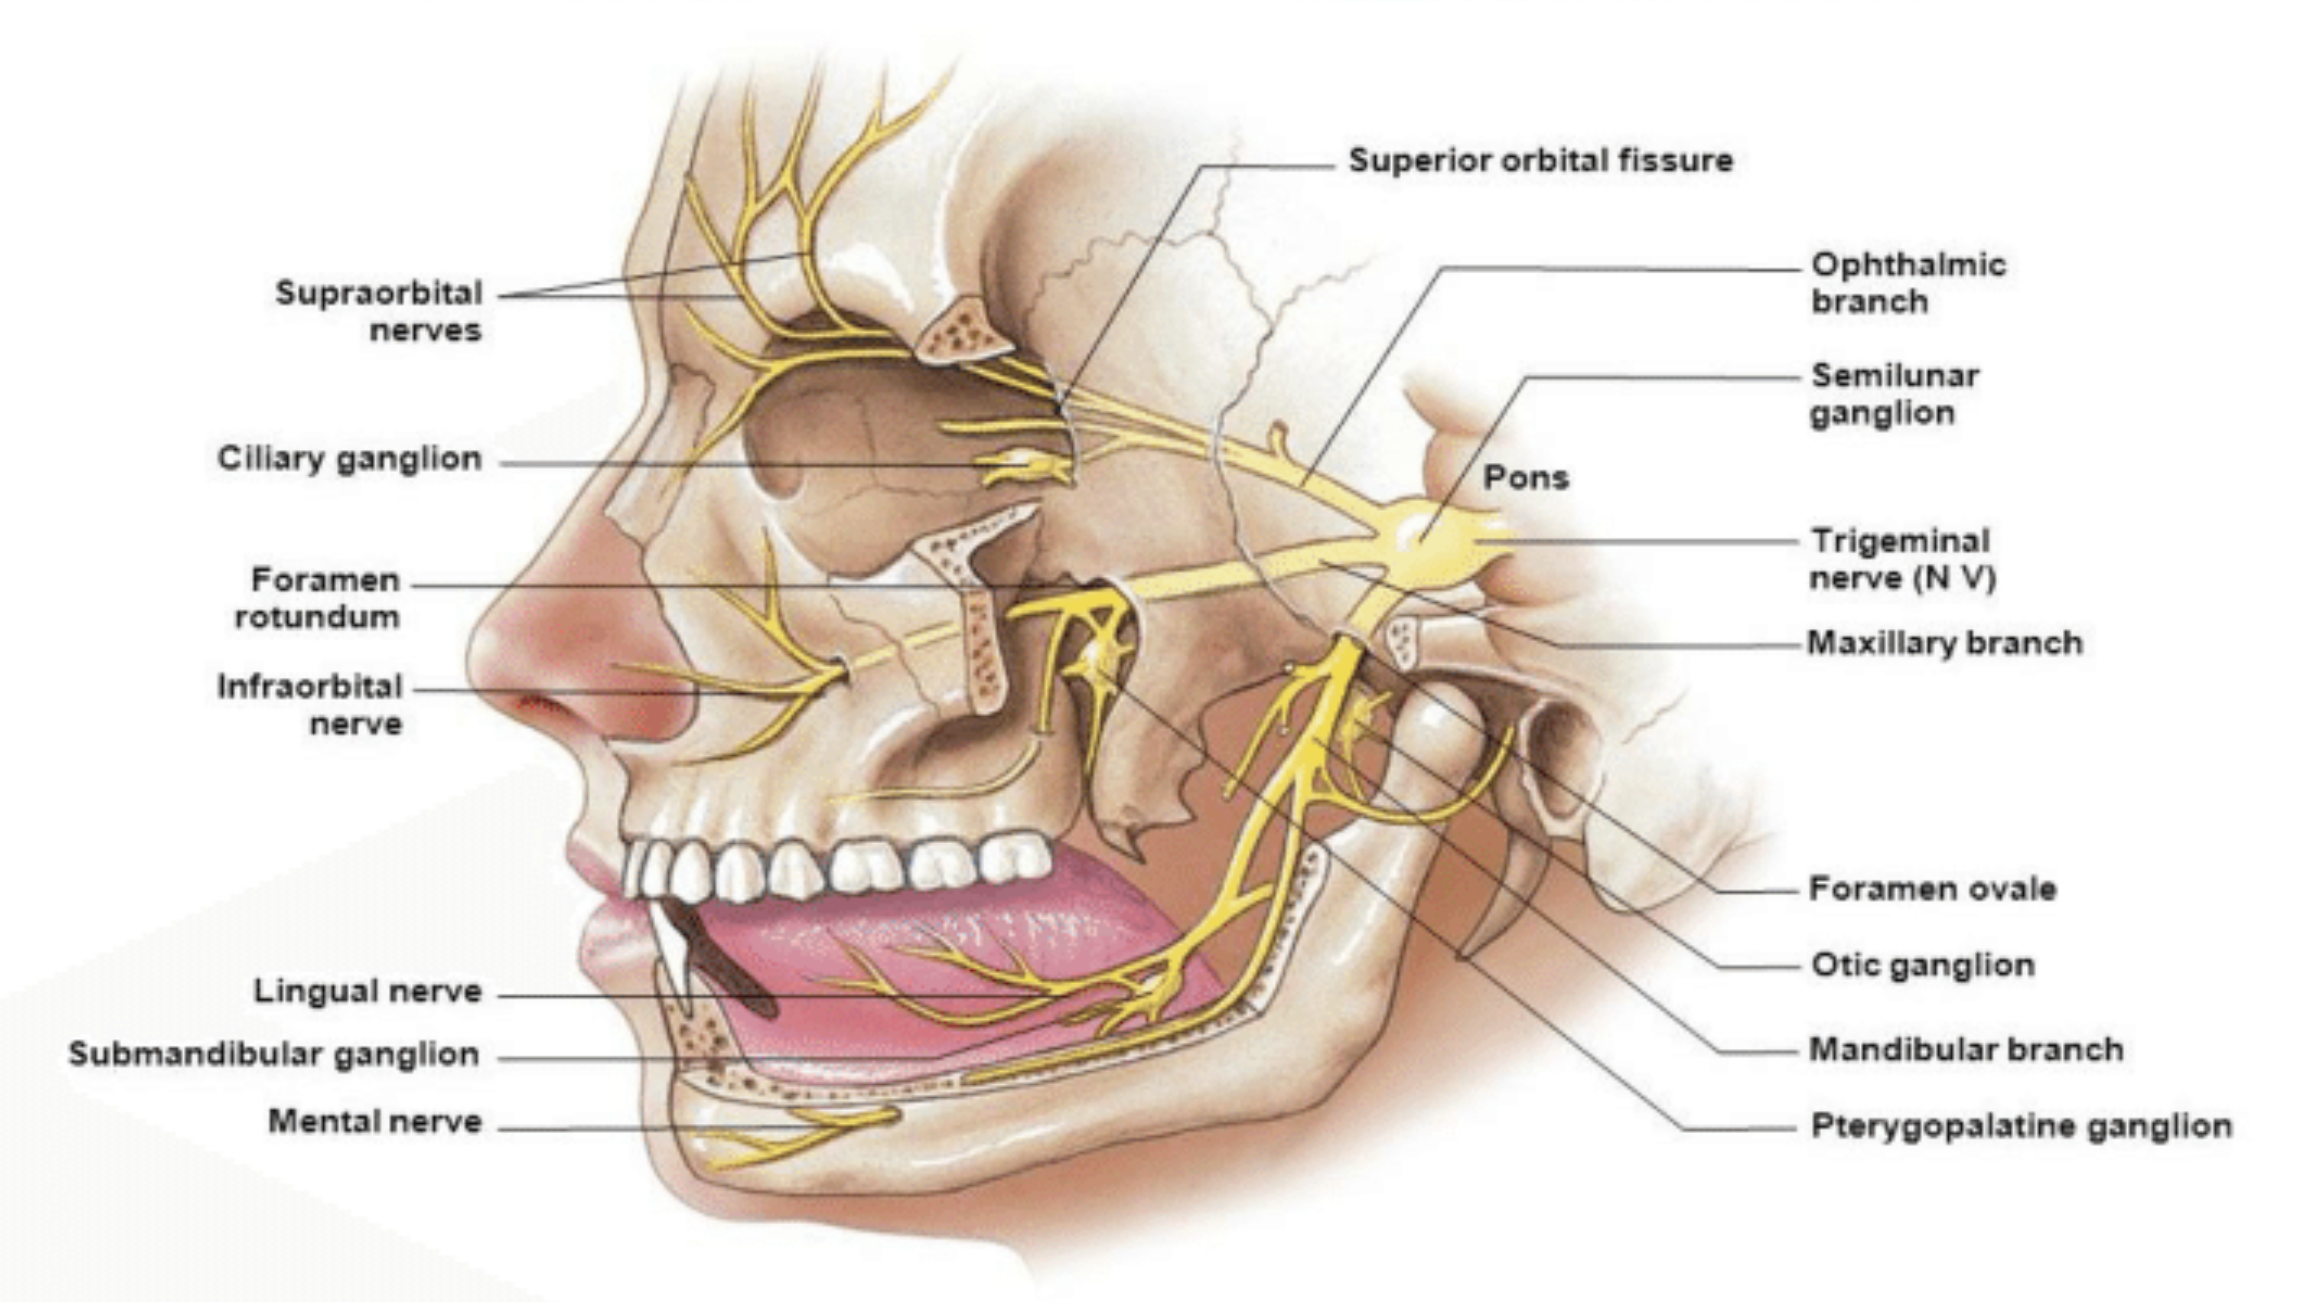 Superior orbital fissure
Ophthalmic
branch
Supraorbital
nerves
Semilunar
ganglion
Ciliary ganglion
Pons
Trigeminal
nerve (N V)
Foramen
rotundum
Maxillary branch
Infraorbital
nerve
Foramen ovale
Otic ganglion
Lingual nerve
Mandibular branch
Submandibular ganglion
Mental nerve
Pterygopalatine ganglion